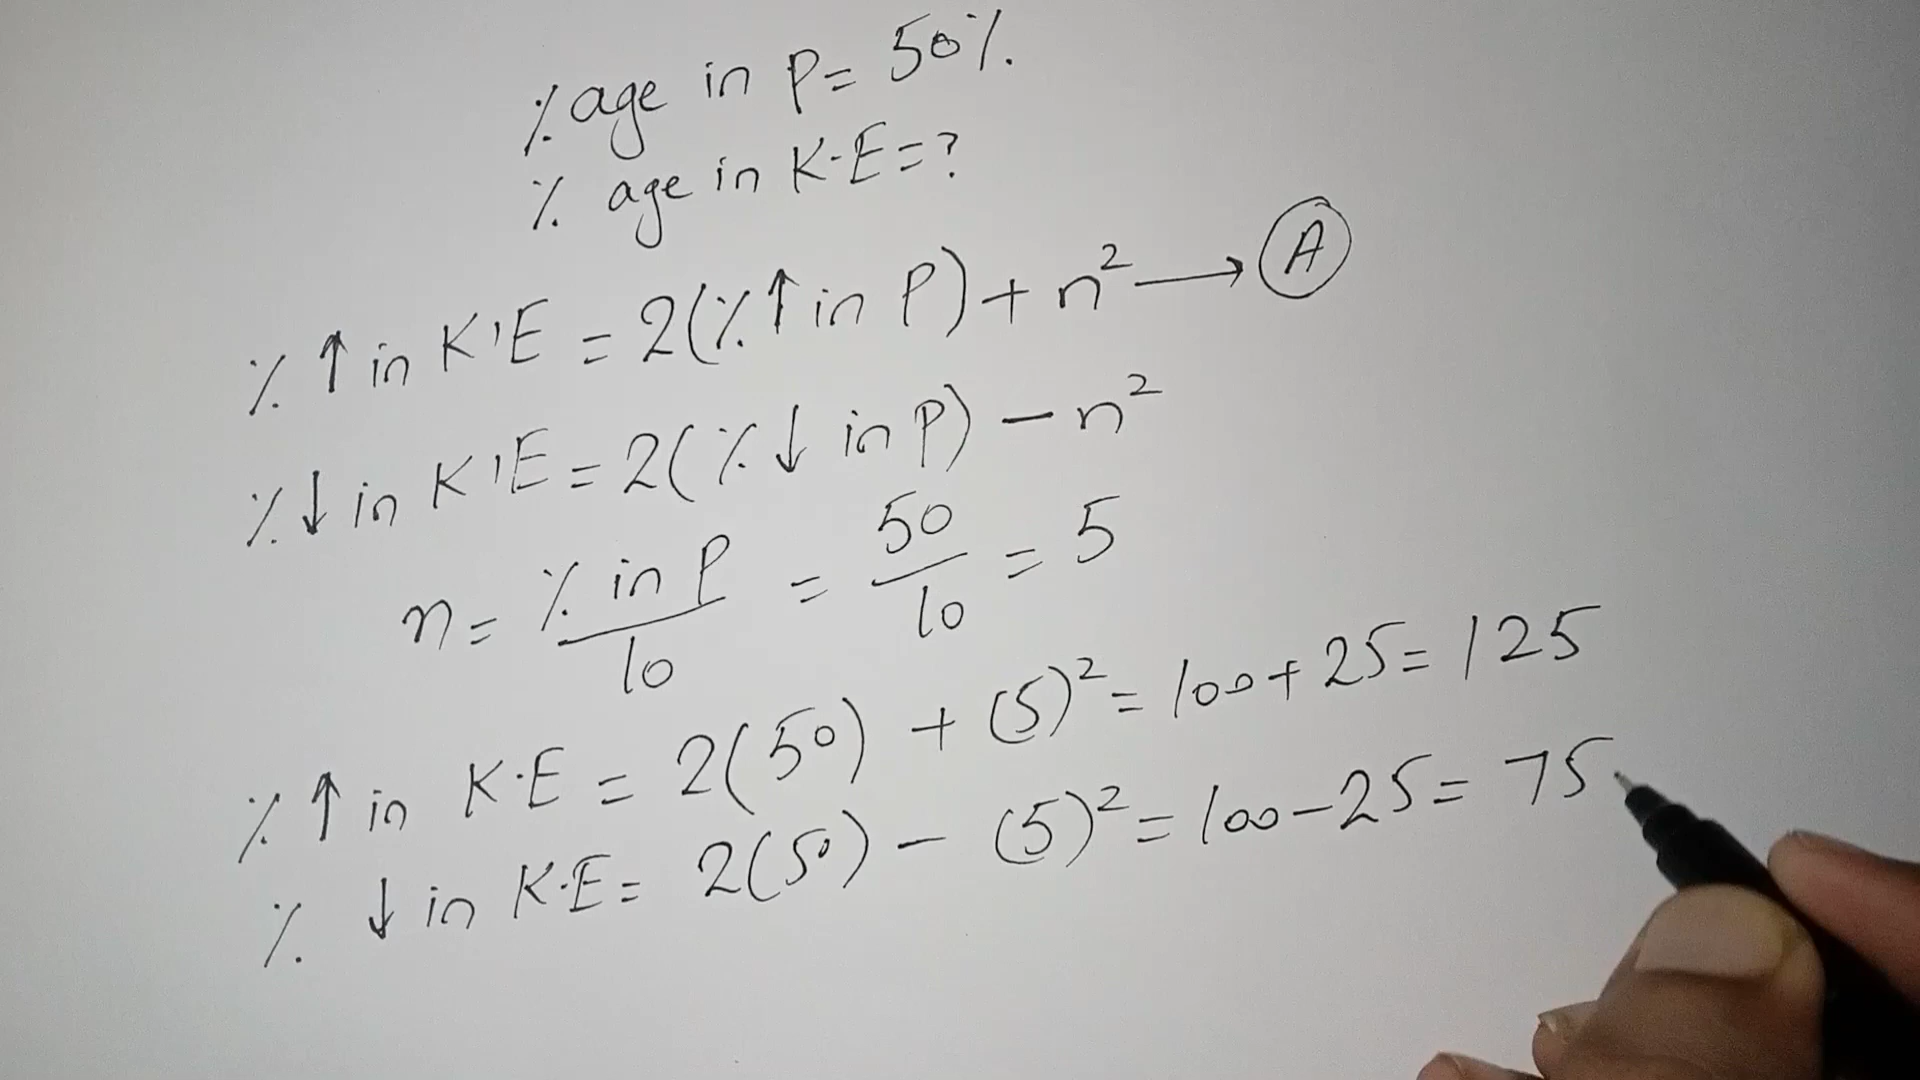 % age in P = 50%.
% age in K.E = ?
% ↑ in K.E = 2(% ↑ in P) + n² → A
% ↓ in K.E = 2(% ↓ in P) − n²
n = % in P / 10 = 50 / 10 = 5
% ↑ in K.E = 2(50) + (5)² = 100 + 25 = 125
% ↓ in K.E = 2(50) − (5)² = 100 − 25 = 75